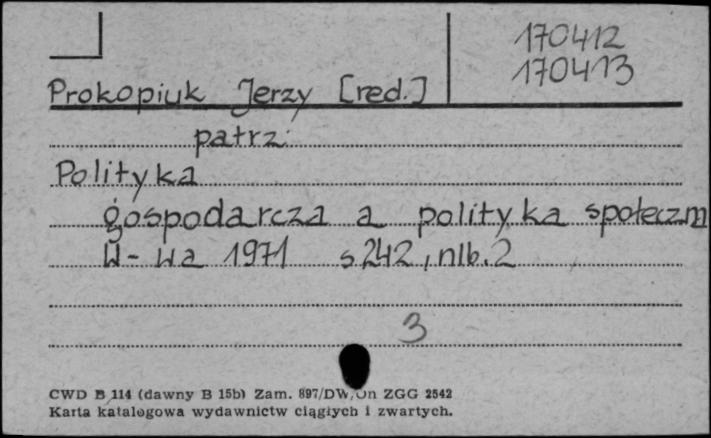 170412
170413
Prokopiuk Jerzy [red.]
patrz:
Polityka
gospodarcza a polityka społeczn
W-wa 1971 s 242, nlb. 2
3
CWD B 114 (dawny B 15b) Zam. 897/DW/Un ZGG 2542
Karta katalogowa wydawnictw ciągłych i zwartych.